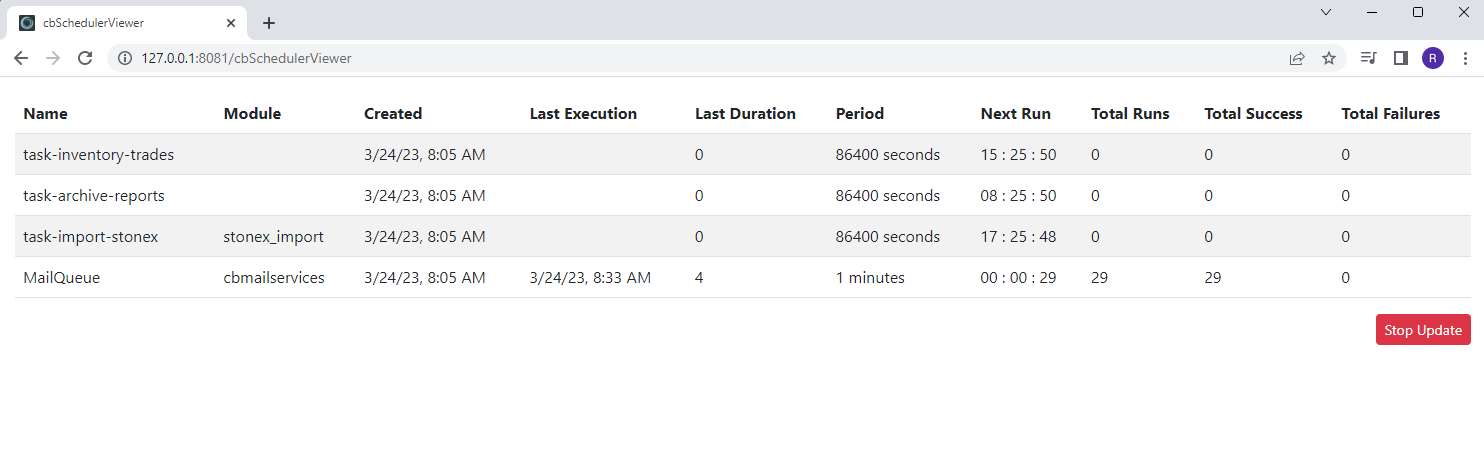 cbSchedulerViewer
127.0.0.1:8081/cbSchedulerViewer
R
Name Module Created Last Execution Last Duration Period Next Run Total Runs Total Success Total Failures
task-inventory-trades 3/24/23, 8:05 AM 0 86400 seconds 15 : 25 : 50 0 0 0
task-archive-reports 3/24/23, 8:05 AM 0 86400 seconds 08 : 25 : 50 0 0 0
task-import-stonex stonex_import 3/24/23, 8:05 AM 0 86400 seconds 17 : 25 : 48 0 0 0
MailQueue cbmailservices 3/24/23, 8:05 AM 3/24/23, 8:33 AM 4 1 minutes 00 : 00 : 29 29 29 0
Stop Update